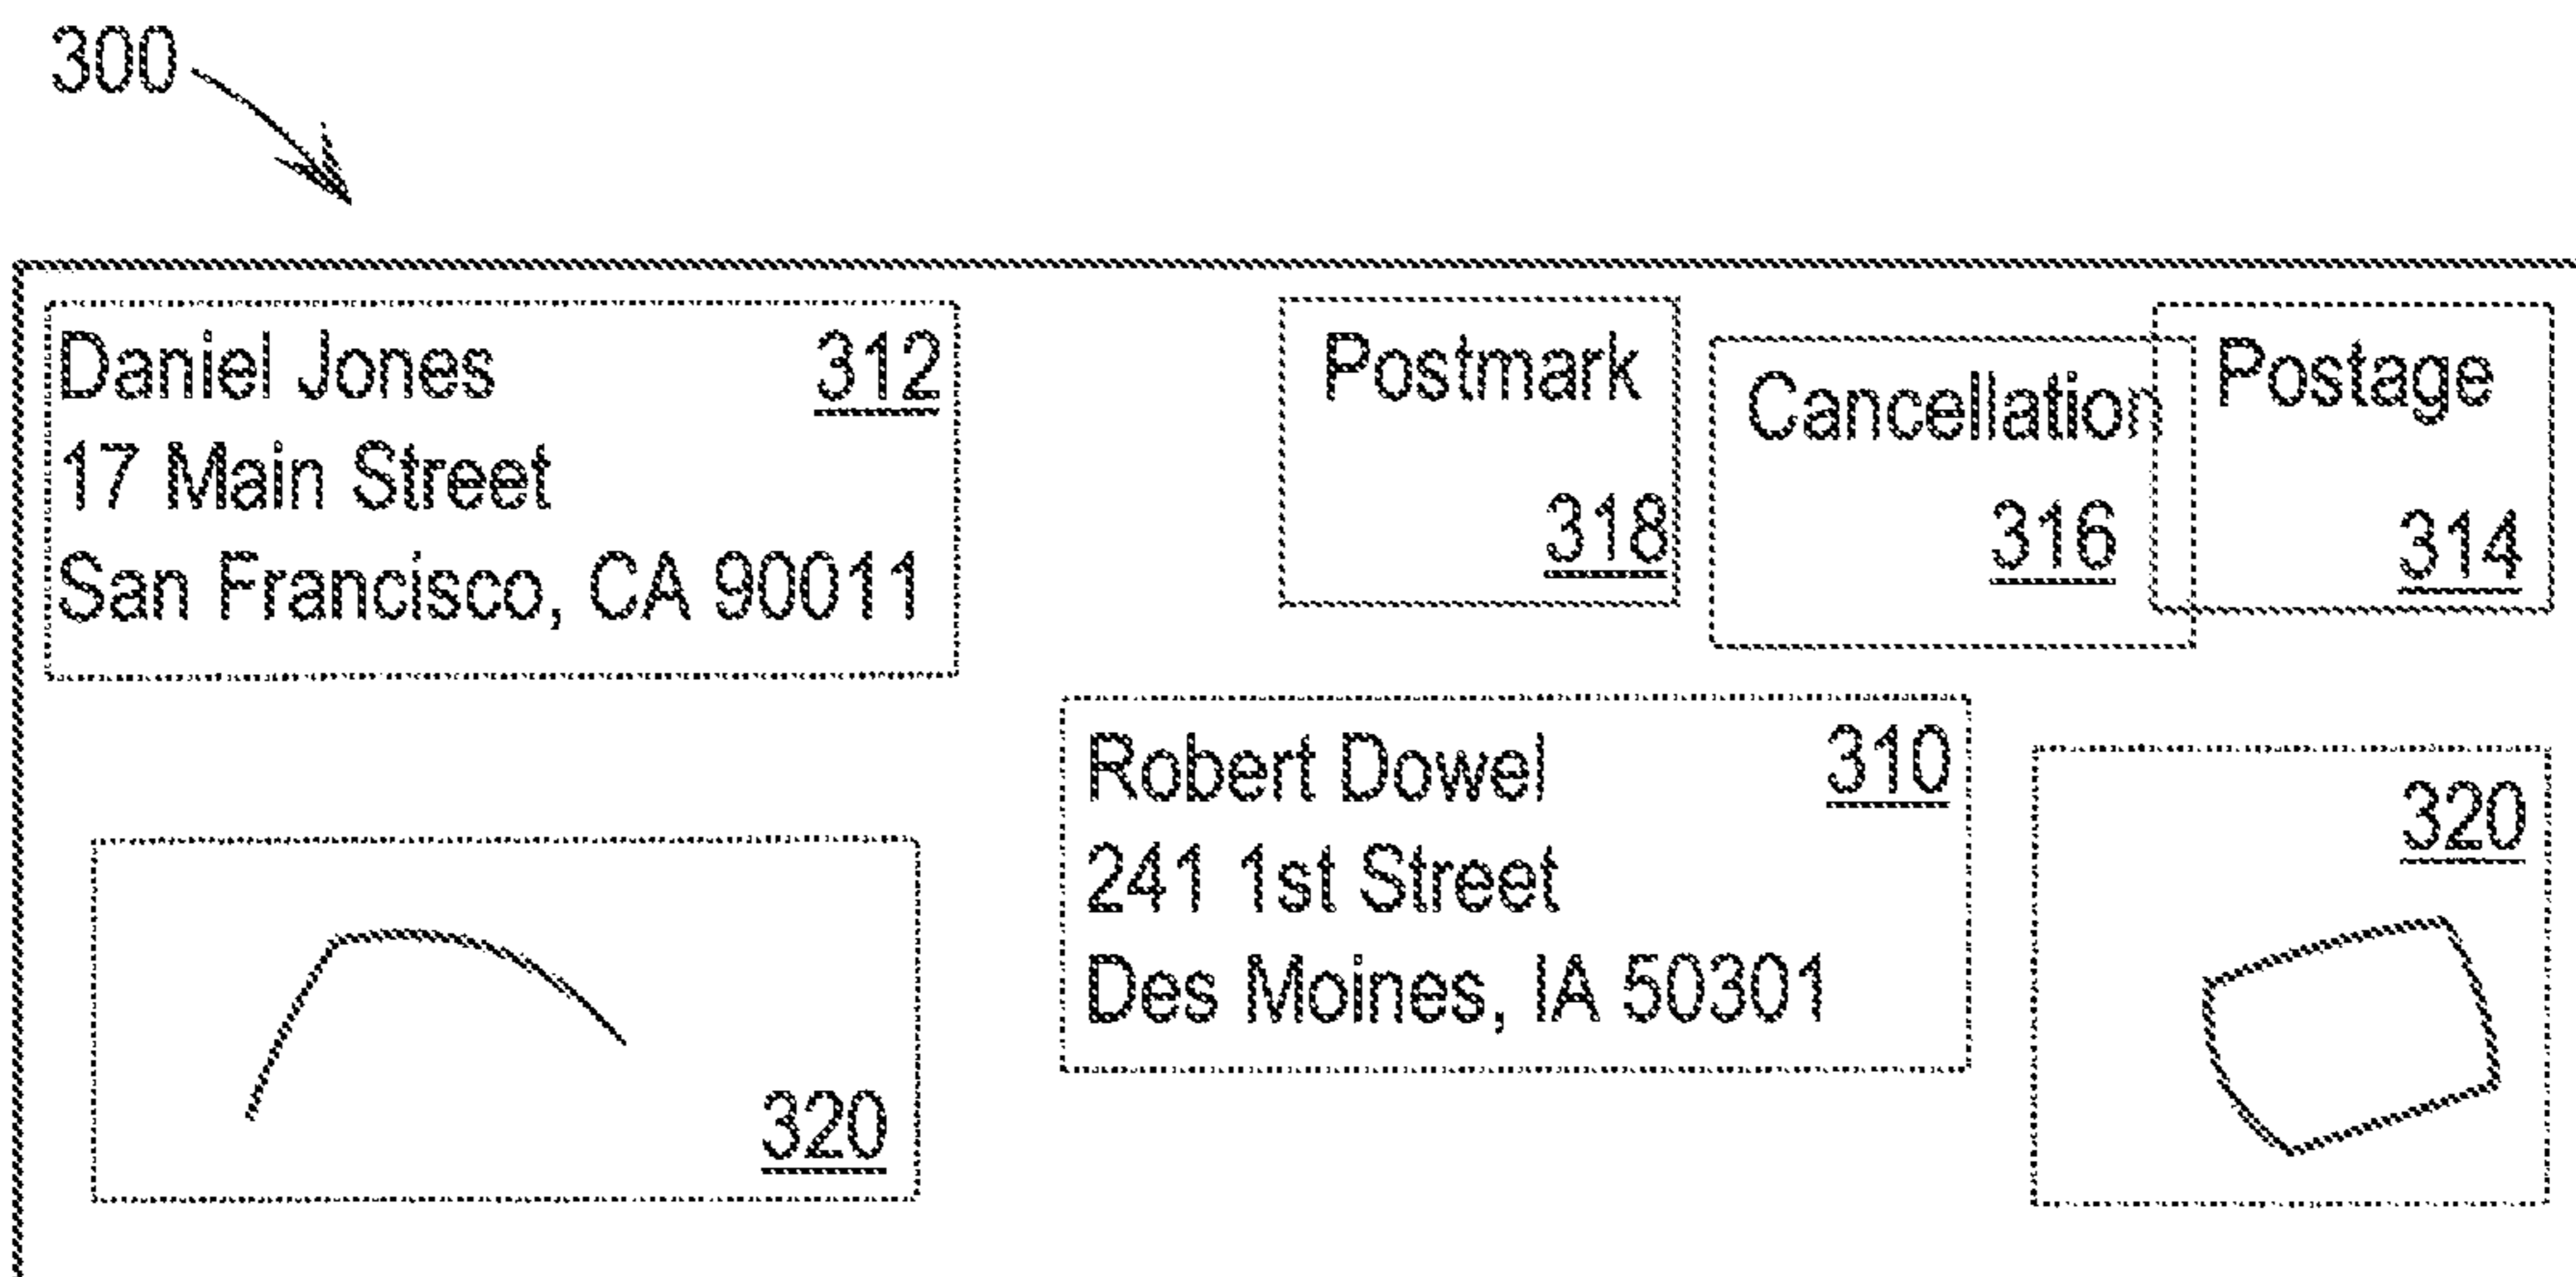 300
Daniel Jones 312
17 Main Street
San Francisco, CA 90011
Postmark
318
Cancellation
316
Postage
314
Robert Dowel 310
241 1st Street
Des Moines, IA 50301
320
320